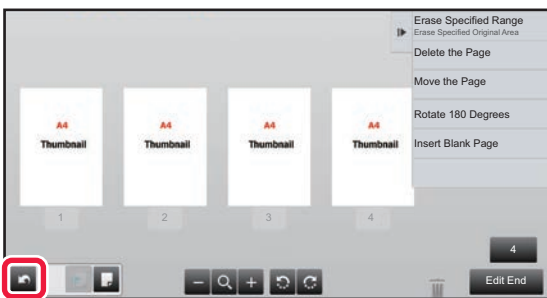 Erase Specified Range
Erase Specified Original Area
Delete the Page
Move the Page
Rotate 180 Degrees
Insert Blank Page
A4
Thumbnail
A4
Thumbnail
A4
Thumbnail
A4
Thumbnail
1
2
3
4
4
Edit End